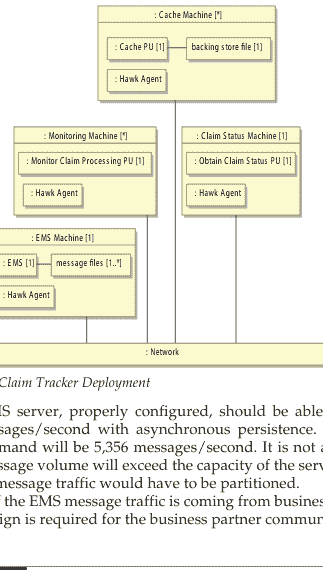 : Cache Machine [*]
: Cache PU [1]
backing store file [1]
: Hawk Agent
: Monitoring Machine [*]
: Monitor Claim Processing PU [1]
: Hawk Agent
: Claim Status Machine [1]
: Obtain Claim Status PU [1]
: Hawk Agent
: EMS Machine [1]
: EMS [1]
message files [1..*]
: Hawk Agent
: Network
Claim Tracker Deployment
MS server, properly configured, should be able
sages/second with asynchronous persistence.
mand will be 5,356 messages/second. It is not a
ssage volume will exceed the capacity of the serv
message traffic would have to be partitioned.
f the EMS message traffic is coming from busines
ign is required for the business partner commun